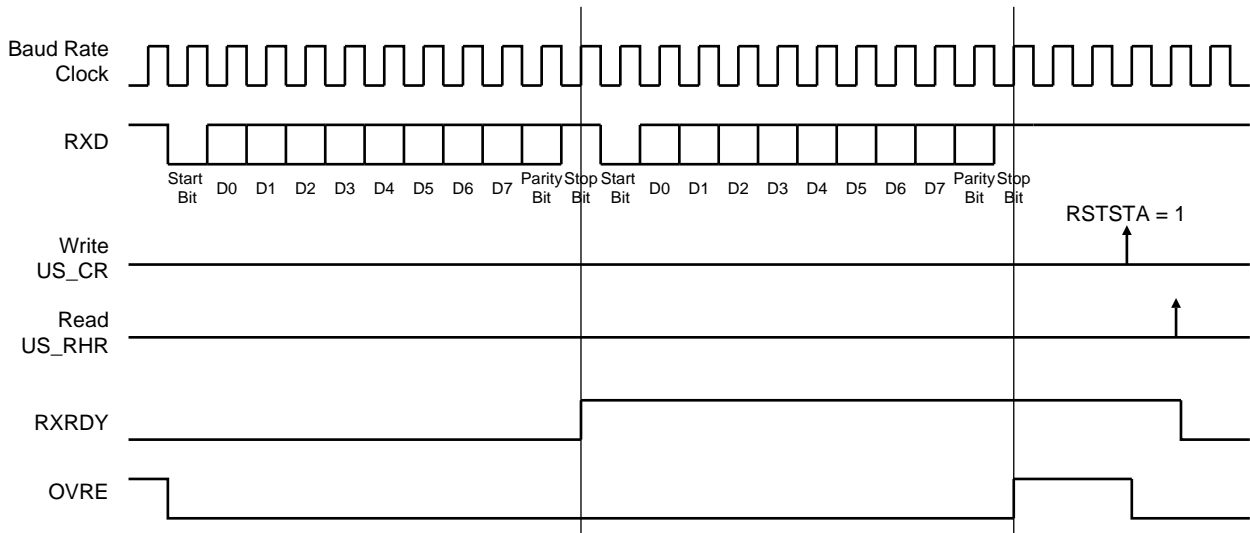 Baud Rate
Clock
RXD
Start
Bit
D0
D1
D2
D3
D4
D5
D6
D7
Parity
Bit
Stop
Bit
Start
Bit
D0
D1
D2
D3
D4
D5
D6
D7
Parity
Bit
Stop
Bit
RSTSTA = 1
Write
US_CR
Read
US_RHR
RXRDY
OVRE